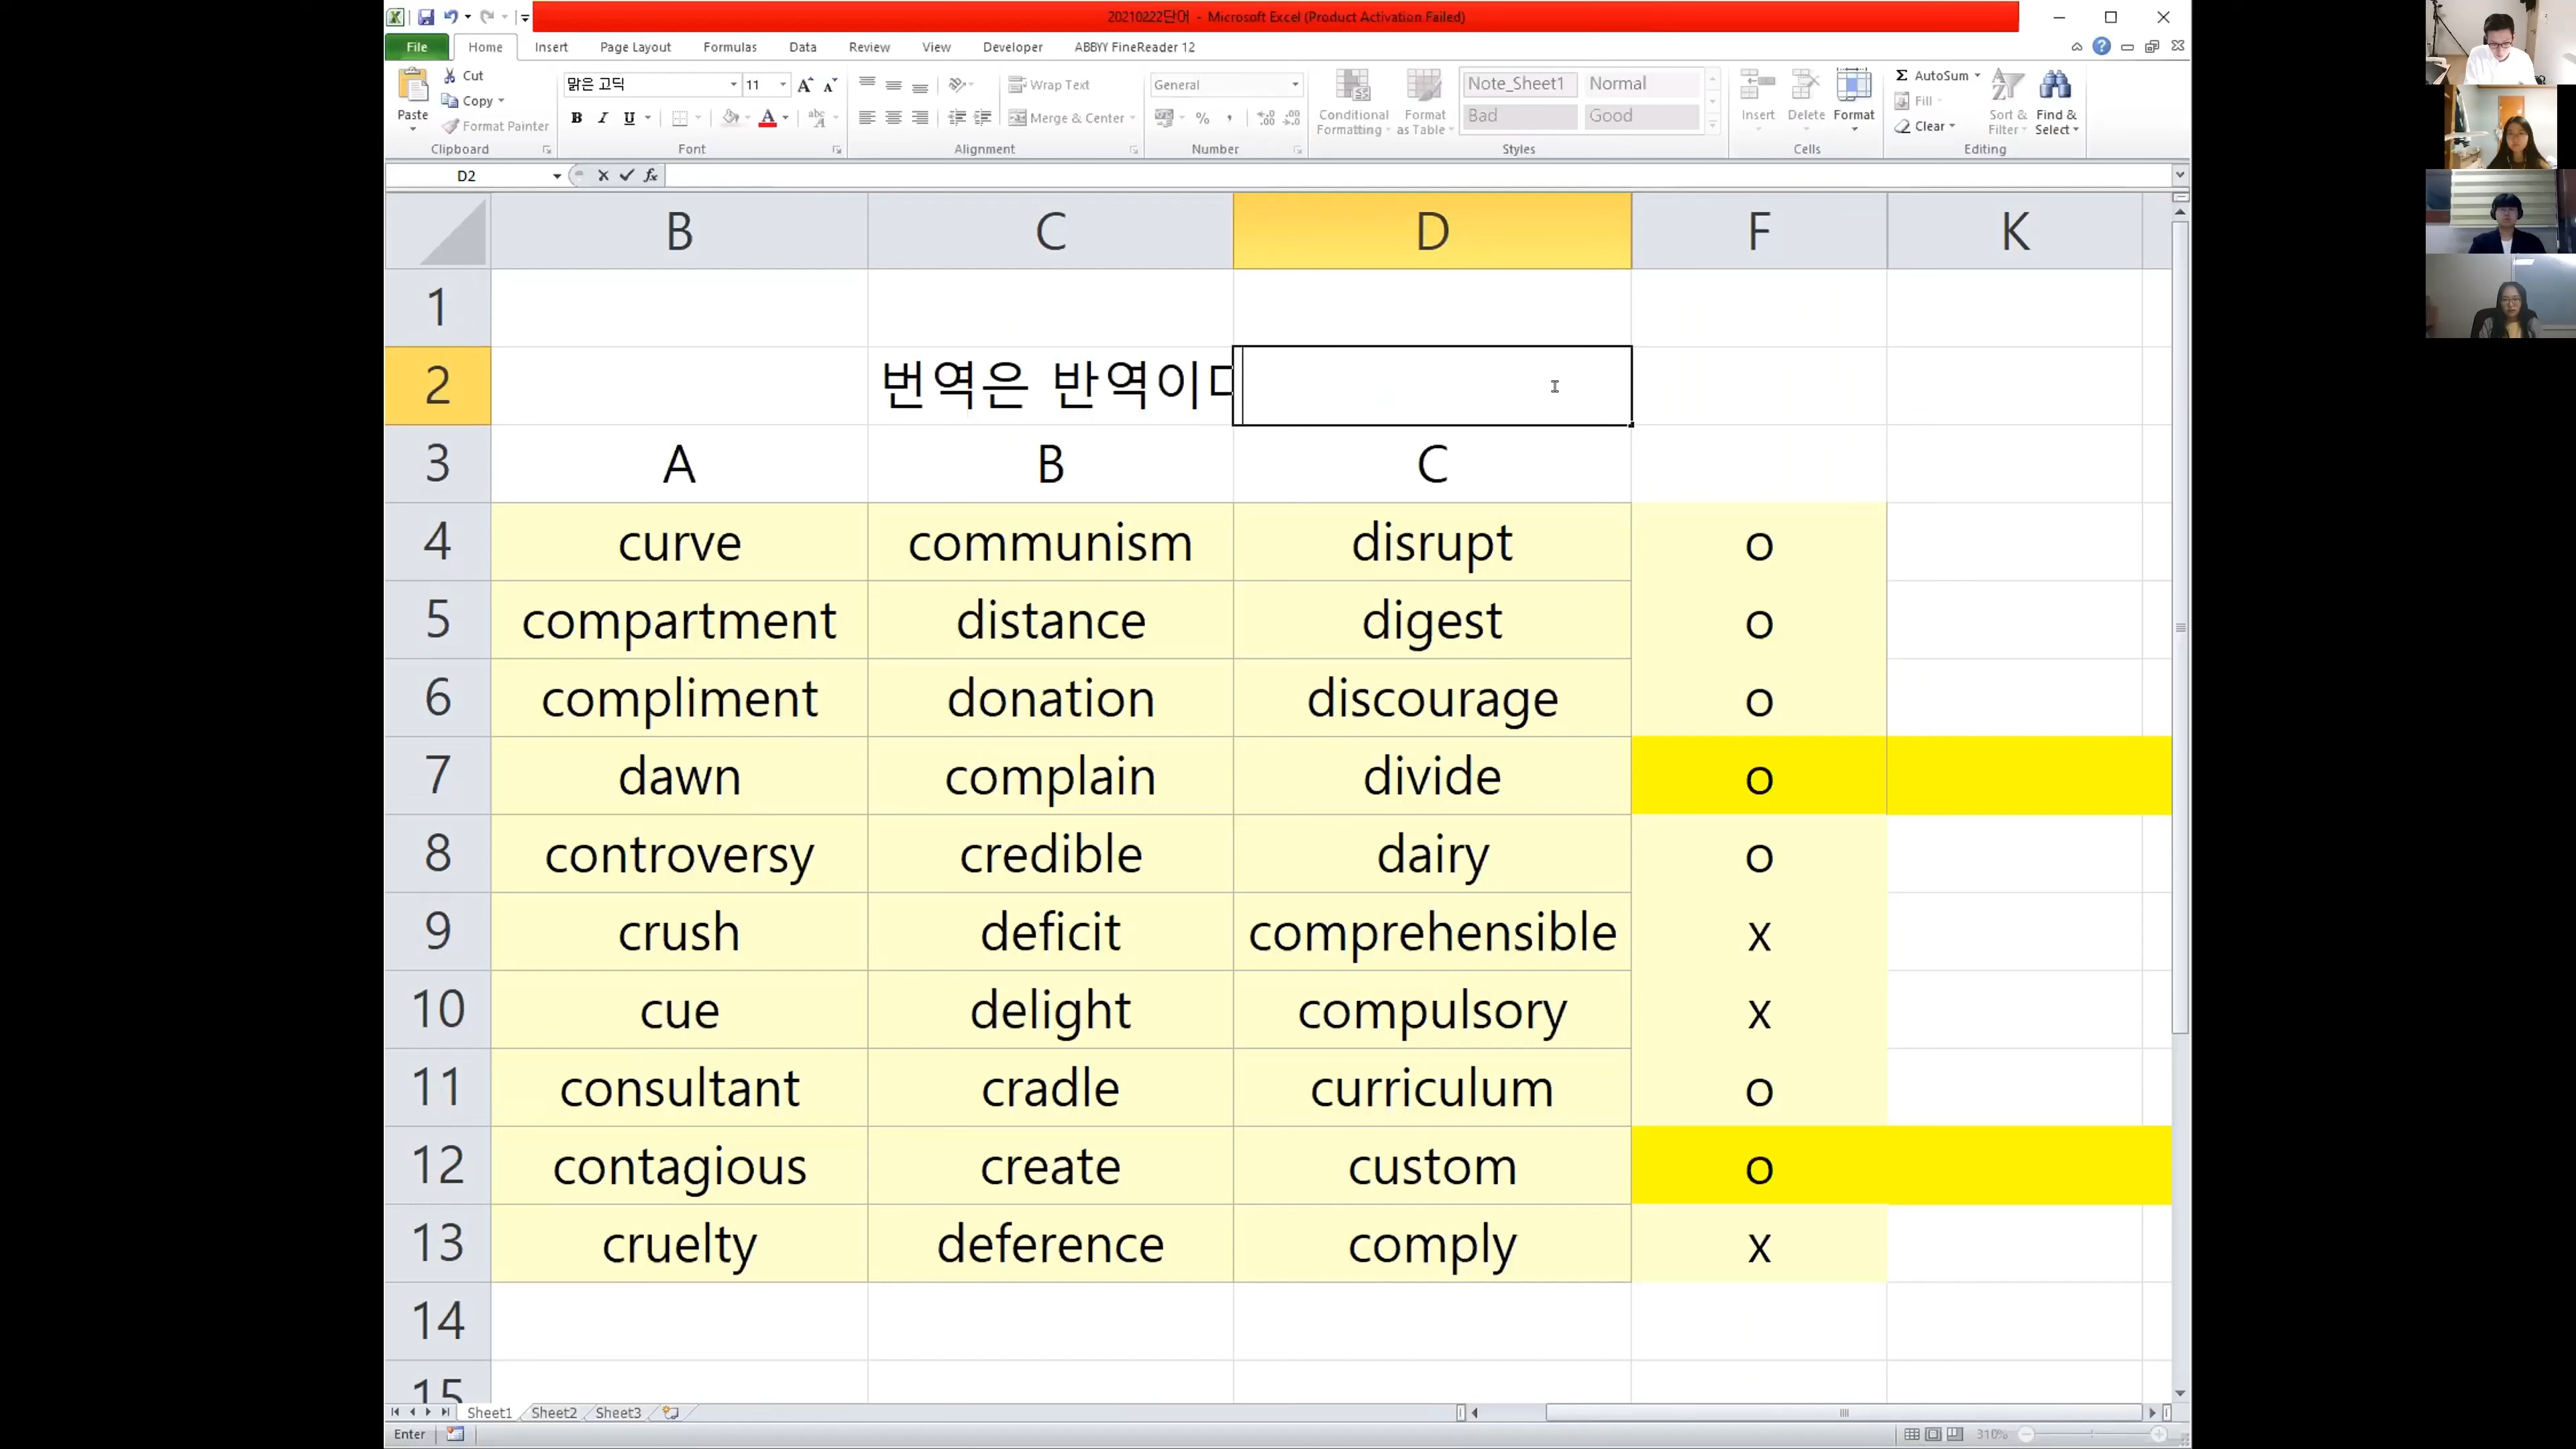 20210222단어 - Microsoft Excel (Product Activation Failed)
File Home Insert Page Layout Formulas Data Review View Developer ABBYY FineReader 12
Paste
Cut
Copy
Format Painter
Clipboard
맑은 고딕 11
B I U
Font
Wrap Text
Merge & Center
Alignment
General
Number
Conditional Formatting
Format as Table
Note_Sheet1 Normal
Bad Good
Styles
Insert Delete Format
Cells
AutoSum
Fill
Clear
Sort & Filter
Find & Select
Editing
D2
B C D F K
1
2 번역은 반역이
3 A B C
4 curve communism disrupt o
5 compartment distance digest o
6 compliment donation discourage o
7 dawn complain divide o
8 controversy credible dairy o
9 crush deficit comprehensible x
10 cue delight compulsory x
11 consultant cradle curriculum o
12 contagious create custom o
13 cruelty deference comply x
14
15
Sheet1 Sheet2 Sheet3
Enter 310%